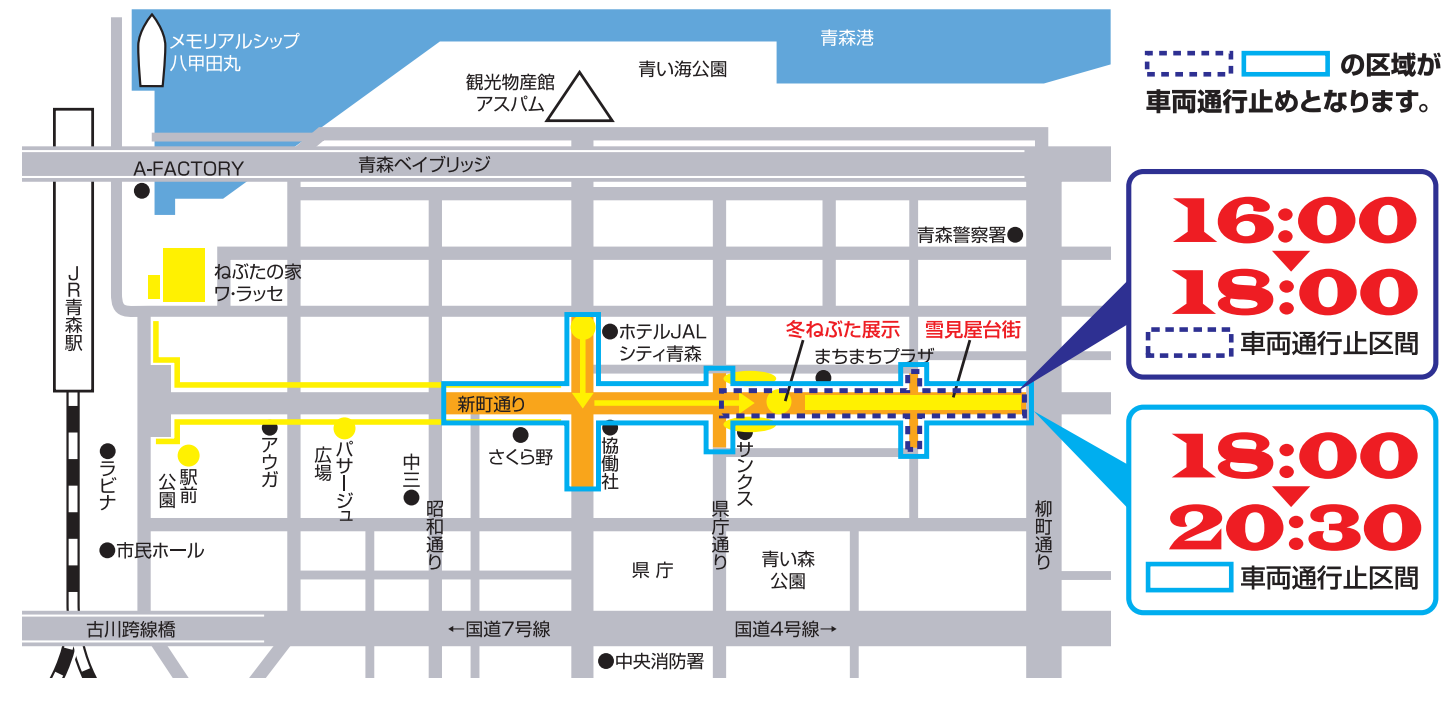 メモリアルシップ
八甲田丸
青森港
観光物産館
アスパム
青い海公園
の区域が
車両通行止めとなります。
A-FACTORY
青森ベイブリッジ
青森警察署
JR青森駅
ねぶたの家
ワ・ラッセ
ホテルJAL
シティ青森
冬ねぶた展示
雪見屋台街
まちまちプラザ
新町通り
16:00
18:00
車両通行止区間
18:00
20:30
車両通行止区間
ラビナ
駅前
公園
アウガ
パサージュ
広場
中三
昭和通り
さくら野
協働社
サンクス
県庁通り
柳町通り
市民ホール
県庁
青い森
公園
古川跨線橋
←国道7号線
国道4号線→
中央消防署